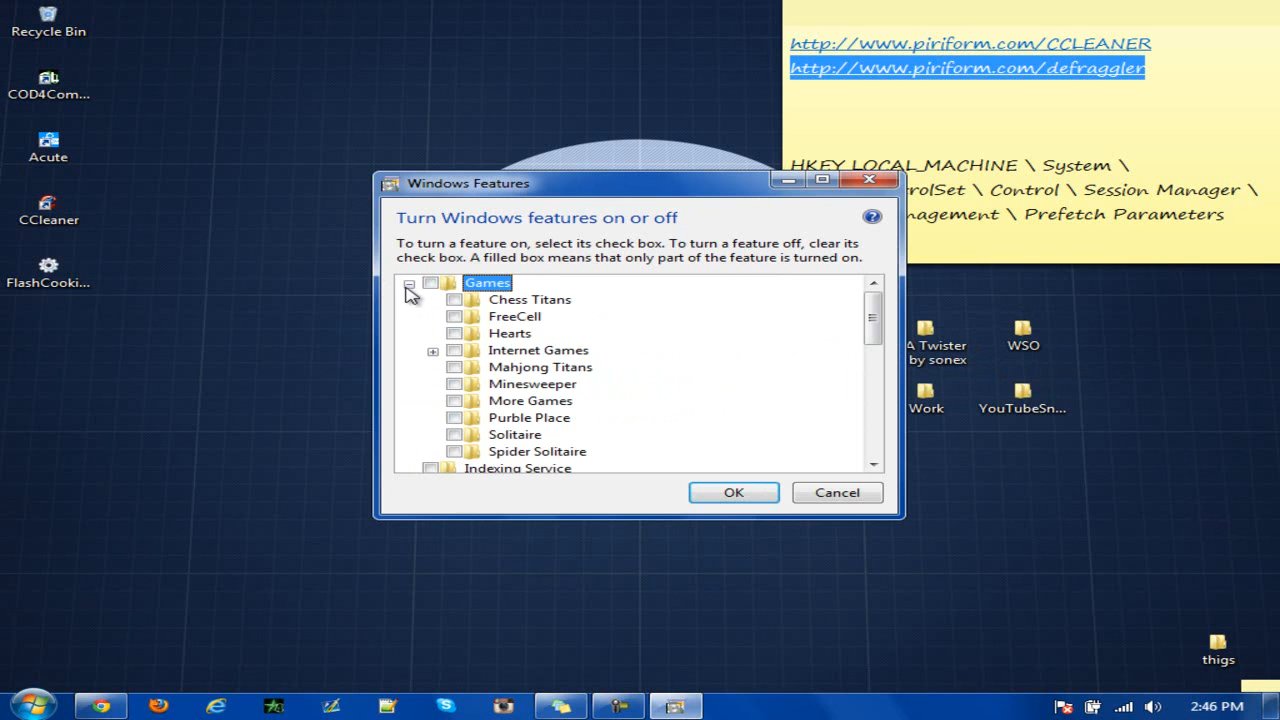 Recycle Bin
COD4Com...
Acute
CCleaner
FlashCooki...
http://www.piriform.com/CCLEANER
http://www.piriform.com/defraggler
HKEY_LOCAL_MACHINE \ System \
rolSet \ Control \ Session Manager \
nagement \ Prefetch Parameters
Windows Features
Turn Windows features on or off
To turn a feature on, select its check box. To turn a feature off, clear its
check box. A filled box means that only part of the feature is turned on.
Games
Chess Titans
FreeCell
Hearts
Internet Games
Mahjong Titans
Minesweeper
More Games
Purble Place
Solitaire
Spider Solitaire
Indexing Service
OK
Cancel
A Twister
by sonex
WSO
Work
YouTubeSn...
thigs
2:46 PM